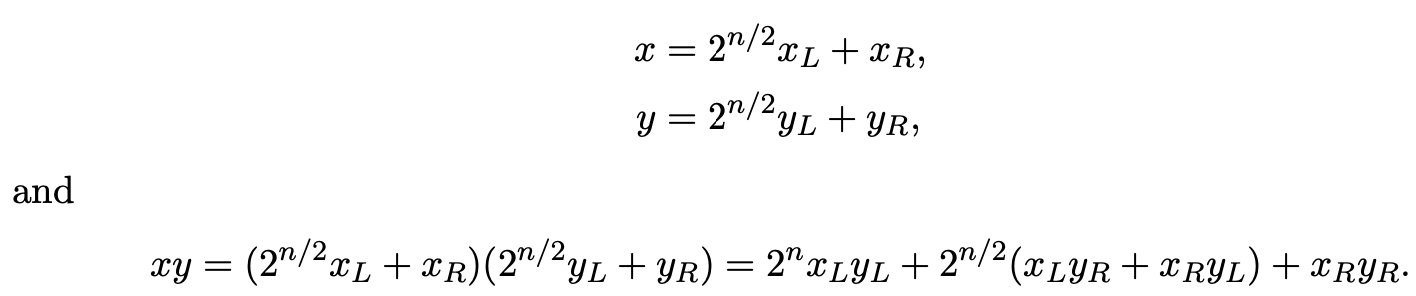 x = 2^{n/2}x_L + x_R,
y = 2^{n/2}y_L + y_R,
and
xy = (2^{n/2}x_L + x_R)(2^{n/2}y_L + y_R) = 2^n x_L y_L + 2^{n/2}(x_L y_R + x_R y_L) + x_R y_R.